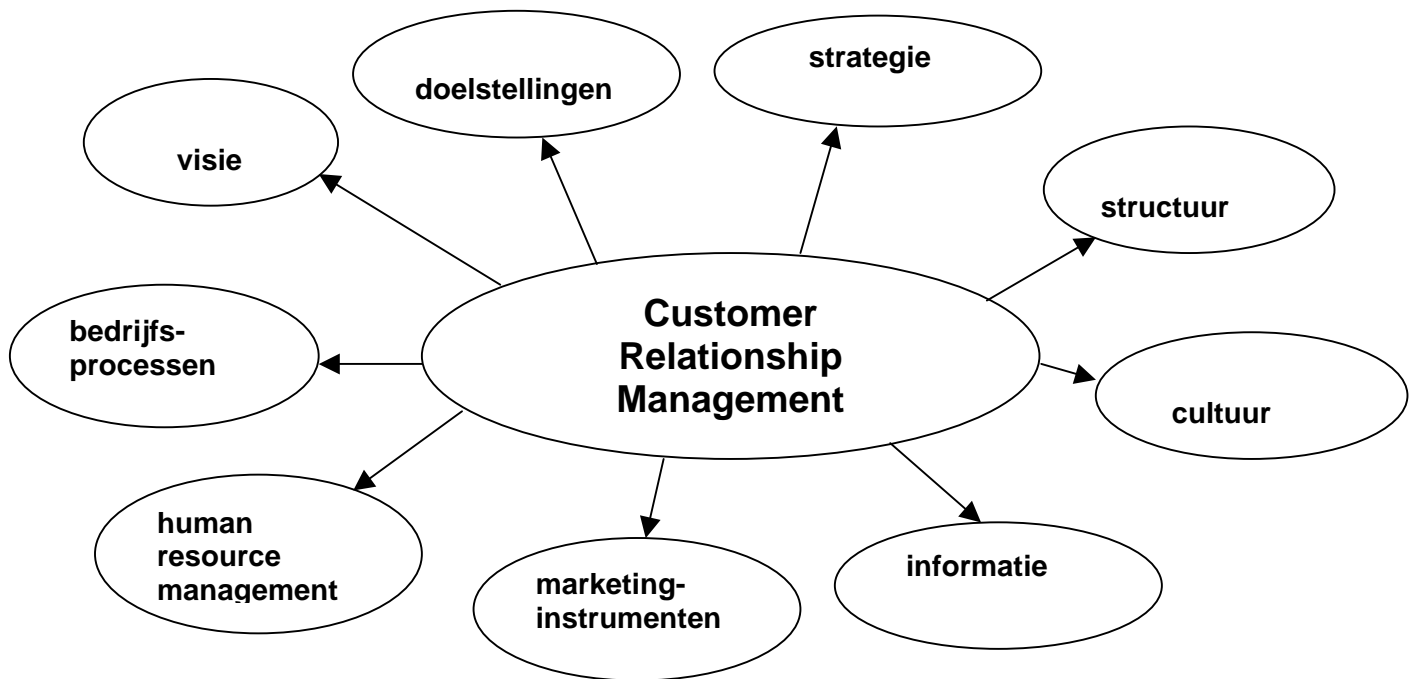 doelstellingen
strategie
visie
structuur
Customer
Relationship
Management
bedrijfs-
processen
cultuur
human
resource
management
marketing-
instrumenten
informatie